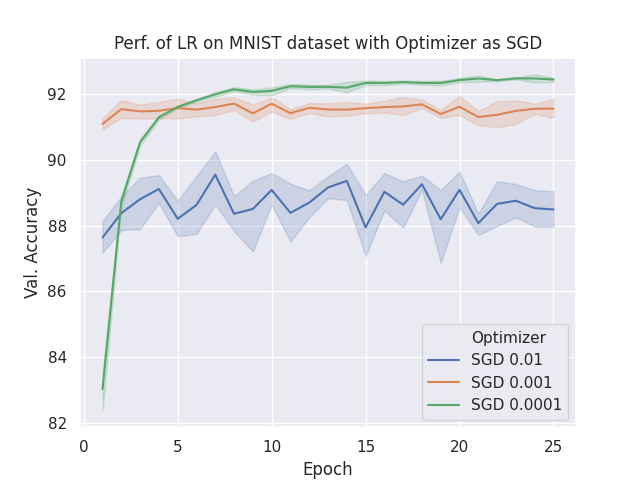 Perf. of LR on MNIST dataset with Optimizer as SGD
92
90
88
86
84
82
Val. Accuracy
0
5
10
15
20
25
Epoch
Optimizer
SGD 0.01
SGD 0.001
SGD 0.0001